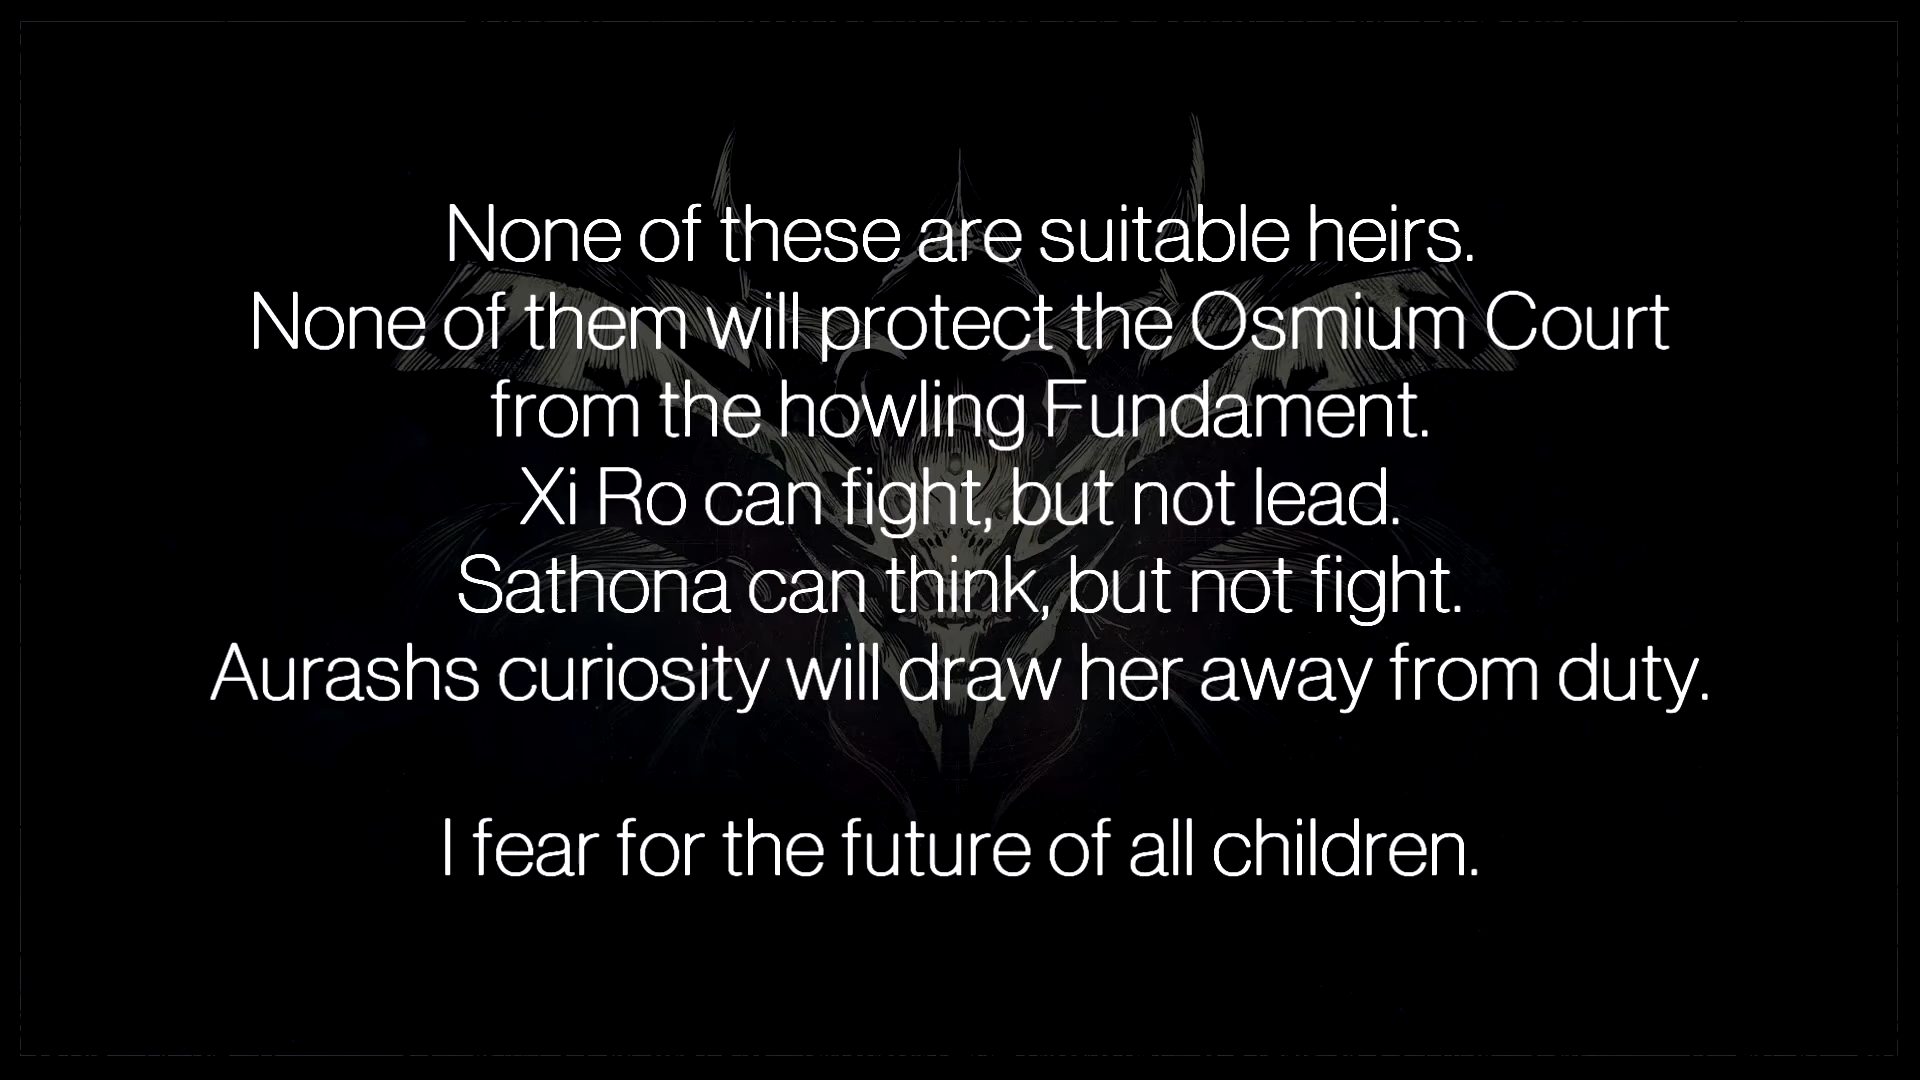 None of these are suitable heirs.
None of them will protect the Osmium Court
from the howling Fundament.
Xi Ro can fight, but not lead.
Sathona can think, but not fight.
Aurashs curiosity will draw her away from duty.
I fear for the future of all children.